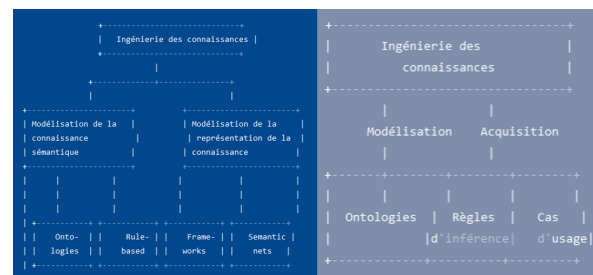 Ingénierie des connaissances
Modélisation de la
connaissance
sémantique
Modélisation de la
représentation de la
connaissance
Onto-
logies
Rule-
based
Frame-
works
Semantic
nets
Ingénierie des
connaissances
Modélisation
Acquisition
Ontologies
Règles
d'inférence
Cas
d'usage